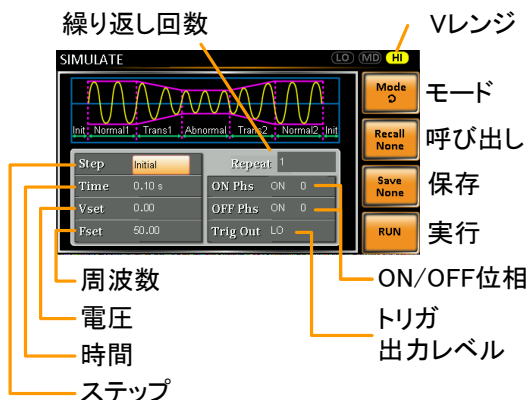 繰り返し回数
Vレンジ
SIMULATE
LO MD HI
Init Normal1 Trans1 Abnormal Trans2 Normal2 Init
Mode
モード
Recall
None
呼び出し
Save
None
保存
RUN
実行
Step Initial
Repeat 1
Time 0.10 s
ON Phs ON 0
Vset 0.00
OFF Phs ON 0
Fset 50.00
Trig Out LO
周波数
電圧
時間
ステップ
ON/OFF位相
トリガ
出力レベル